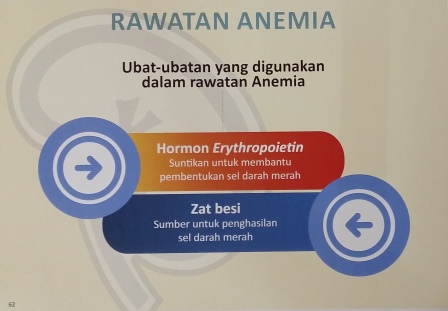 RAWATAN ANEMIA
Ubat-ubatan yang digunakan
dalam rawatan Anemia
Hormon Erythropoietin
Suntikan untuk membantu
pembentukan sel darah merah
Zat besi
Sumber untuk penghasilan
sel darah merah
62